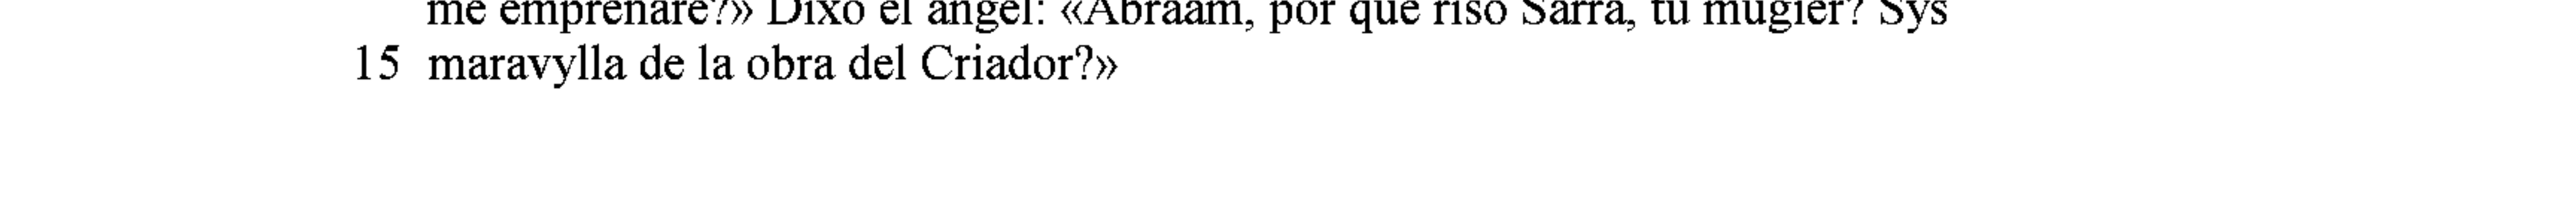 me emprenare?» Dixo el angel: «Abraam, por que riso Sarra, tu mugier? Sys
15 maravylla de la obra del Criador?»